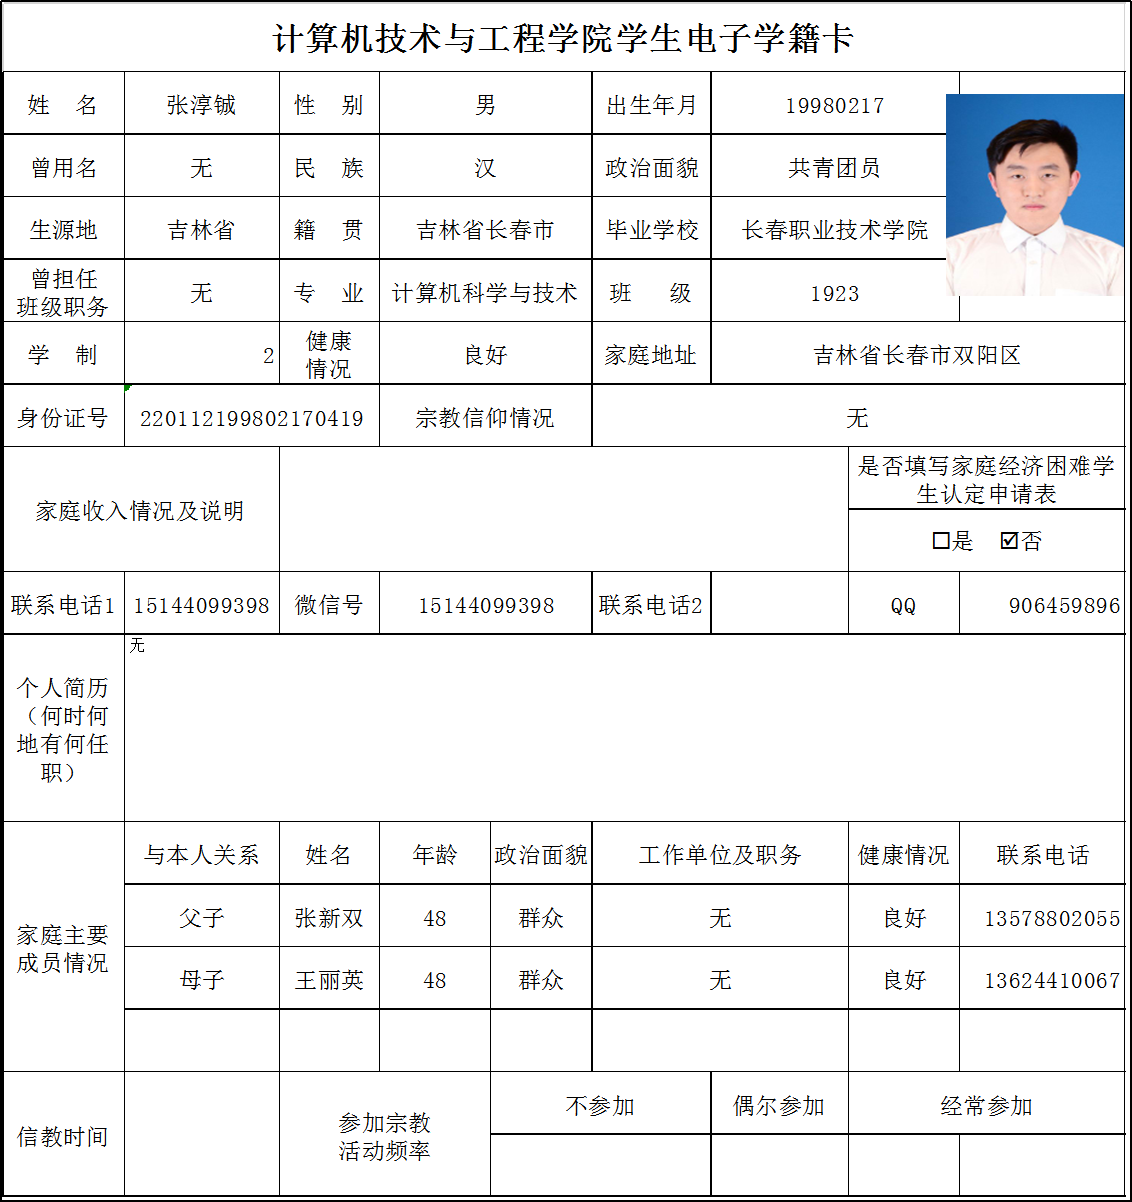 计算机技术与工程学院学生电子学籍卡
姓 名 张淳铖 性 别 男 出生年月 19980217
曾用名 无 民 族 汉 政治面貌 共青团员
生源地 吉林省 籍 贯 吉林省长春市 毕业学校 长春职业技术学院
曾担任
班级职务 无 专 业 计算机科学与技术 班 级 1923
学 制 2 健康
情况 良好 家庭地址 吉林省长春市双阳区
身份证号 220112199802170419 宗教信仰情况 无
家庭收入情况及说明
是否填写家庭经济困难学
生认定申请表
☐是 ☑否
联系电话1 15144099398 微信号 15144099398 联系电话2 QQ 906459896
个人简历
（何时何
地有何任
职）
无
家庭主要
成员情况
与本人关系 姓名 年龄 政治面貌 工作单位及职务 健康情况 联系电话
父子 张新双 48 群众 无 良好 13578802055
母子 王丽英 48 群众 无 良好 13624410067
信教时间
参加宗教
活动频率
不参加 偶尔参加 经常参加